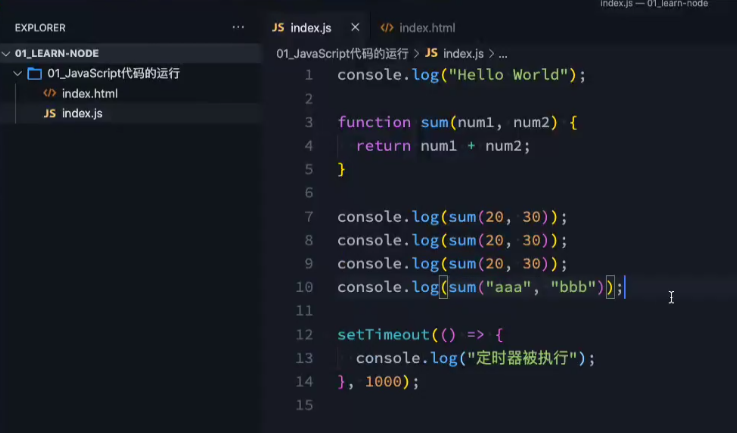 index.js — 01_learn-node
EXPLORER ...
JS index.js × <> index.html
01_LEARN-NODE
01_JavaScript代码的运行 > JS index.js > ...
01_JavaScript代码的运行
<> index.html
JS index.js
1 console.log("Hello World");
2
3 function sum(num1, num2) {
4 return num1 + num2;
5 }
6
7 console.log(sum(20, 30));
8 console.log(sum(20, 30));
9 console.log(sum(20, 30));
10 console.log(sum("aaa", "bbb"));
11
12 setTimeout(() => {
13 console.log("定时器被执行");
14 }, 1000);
15